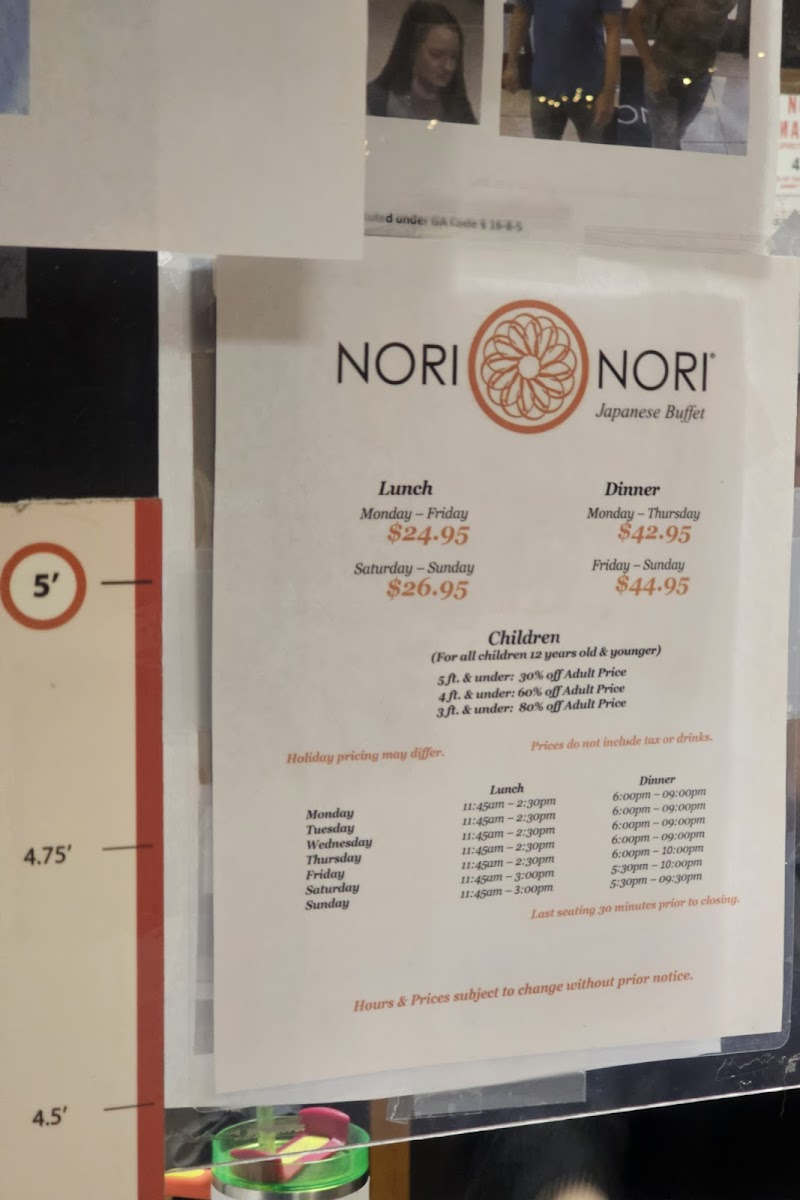 uted under GA Code § 16-8-5
NORI NORI®
Japanese Buffet
Lunch
Monday – Friday
$24.95
Saturday – Sunday
$26.95
Dinner
Monday – Thursday
$42.95
Friday – Sunday
$44.95
Children
(For all children 12 years old & younger)
5 ft. & under: 30% off Adult Price
4 ft. & under: 60% off Adult Price
3 ft. & under: 80% off Adult Price
Holiday pricing may differ.
Prices do not include tax or drinks.
Lunch Dinner
Monday 11:45am – 2:30pm 6:00pm – 09:00pm
Tuesday 11:45am – 2:30pm 6:00pm – 09:00pm
Wednesday 11:45am – 2:30pm 6:00pm – 09:00pm
Thursday 11:45am – 2:30pm 6:00pm – 09:00pm
Friday 11:45am – 2:30pm 6:00pm – 10:00pm
Saturday 11:45am – 3:00pm 5:30pm – 10:00pm
Sunday 11:45am – 3:00pm 5:30pm – 09:30pm
Last seating 30 minutes prior to closing.
Hours & Prices subject to change without prior notice.
5'
4.75'
4.5'